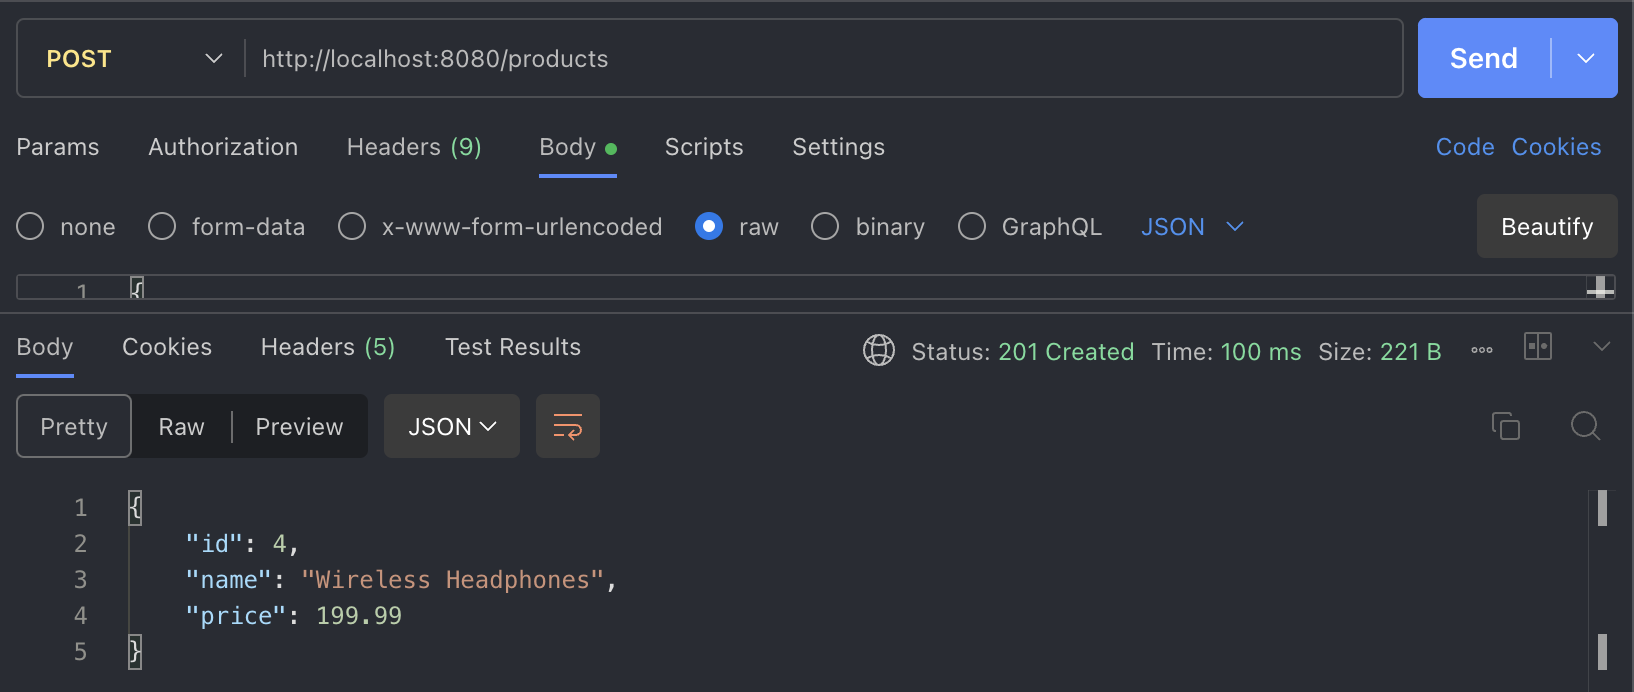 POST http://localhost:8080/products Send
Params Authorization Headers (9) Body Scripts Settings Code Cookies
none form-data x-www-form-urlencoded raw binary GraphQL JSON Beautify
1 {
Body Cookies Headers (5) Test Results Status: 201 Created Time: 100 ms Size: 221 B
Pretty Raw Preview JSON
1 {
2 "id": 4,
3 "name": "Wireless Headphones",
4 "price": 199.99
5 }